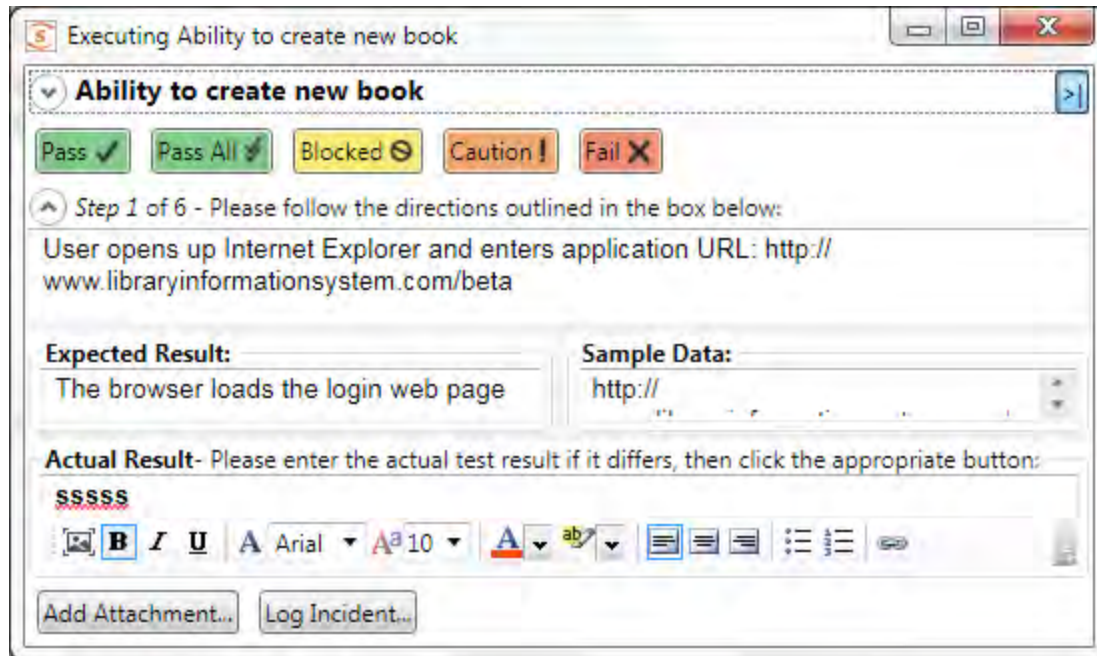 Executing Ability to create new book
Ability to create new book
Pass Pass All Blocked Caution ! Fail
Step 1 of 6 - Please follow the directions outlined in the box below:
User opens up Internet Explorer and enters application URL: http://
www.libraryinformationsystem.com/beta
Expected Result: Sample Data:
The browser loads the login web page http://
Actual Result- Please enter the actual test result if it differs, then click the appropriate button:
sssss
B I U A Arial Aa 10 A ab
Add Attachment... Log Incident...